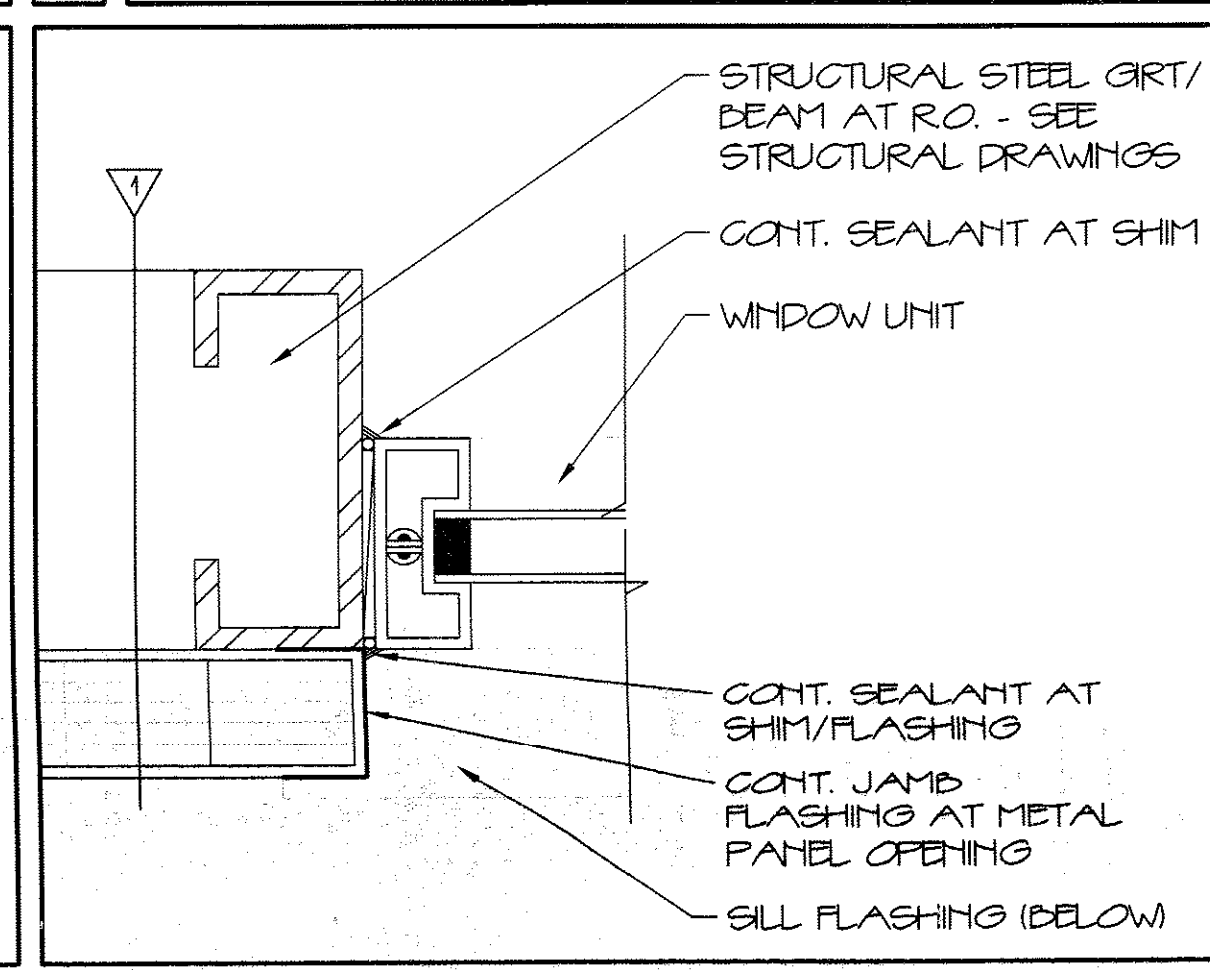 STRUCTURAL STEEL GIRT/
BEAM AT R.O. - SEE
STRUCTURAL DRAWINGS
1
CONT. SEALANT AT SHIM
WINDOW UNIT
CONT. SEALANT AT
SHIM/FLASHING
CONT. JAMB
FLASHING AT METAL
PANEL OPENING
SILL FLASHING (BELOW)